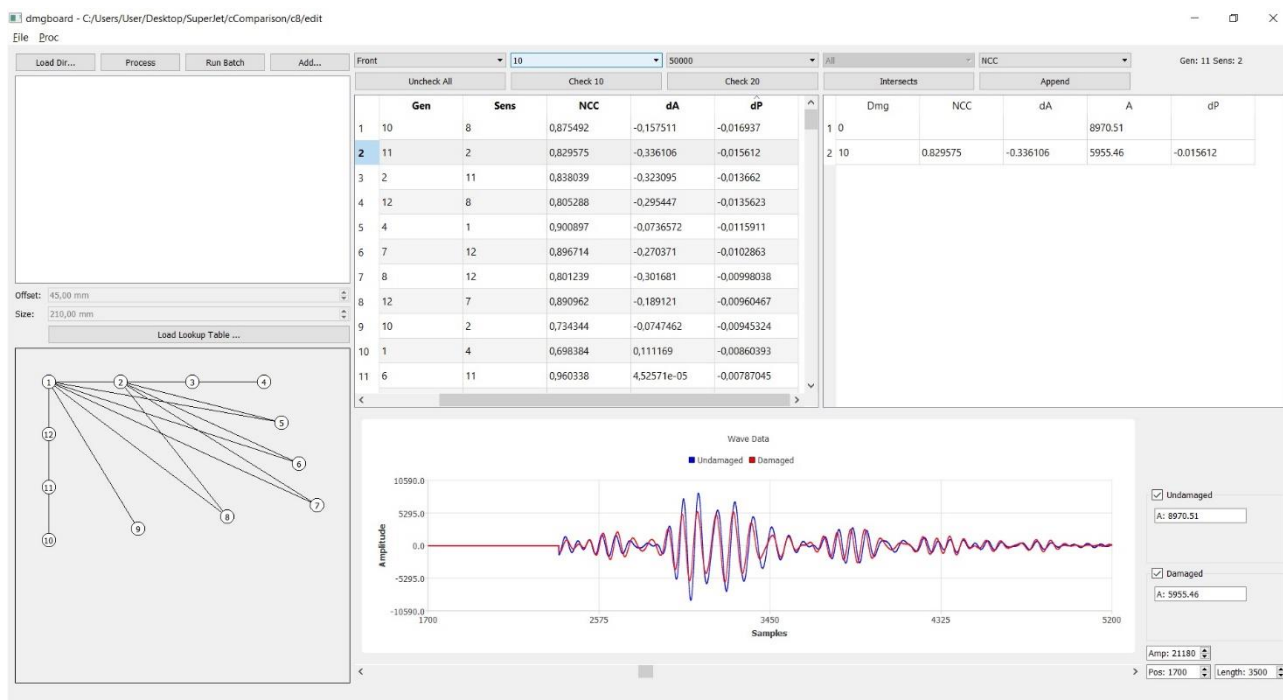 dmgboard - C:/Users/User/Desktop/SuperJet/cComparison/c8/edit
File Proc
Load Dir... Process Run Batch Add... Front 10 50000 All NCC Gen: 11 Sens: 2
Uncheck All Check 10 Check 20 Intersects Append
Gen Sens NCC dA dP
1 10 8 0,875492 -0,157511 -0,016937
2 11 2 0,829575 -0,336106 -0,015612
3 2 11 0,838039 -0,323095 -0,013662
4 12 8 0,805288 -0,295447 -0,0135623
5 4 1 0,900897 -0,0736572 -0,0115911
6 7 12 0,896714 -0,270371 -0,0102863
7 8 12 0,801239 -0,301681 -0,00998038
8 12 7 0,890962 -0,189121 -0,00960467
9 10 2 0,734344 -0,0747462 -0,00945324
10 1 4 0,698384 0,111169 -0,00860393
11 6 11 0,960338 4,52571e-05 -0,00787045
Dmg NCC dA A dP
1 0 8970.51
2 10 0.829575 -0.336106 5955.46 -0.015612
Offset: 45,00 mm
Size: 210,00 mm
Load Lookup Table ...
1 2 3 4
5
12
6
11
7
8
9
10
Wave Data
Undamaged Damaged
10590.0
5295.0
0.0
-5295.0
-10590.0
Amplitude
1700 2575 3450 4325 5200
Samples
Undamaged
A: 8970.51
Damaged
A: 5955.46
Amp: 21180
Pos: 1700 Length: 3500